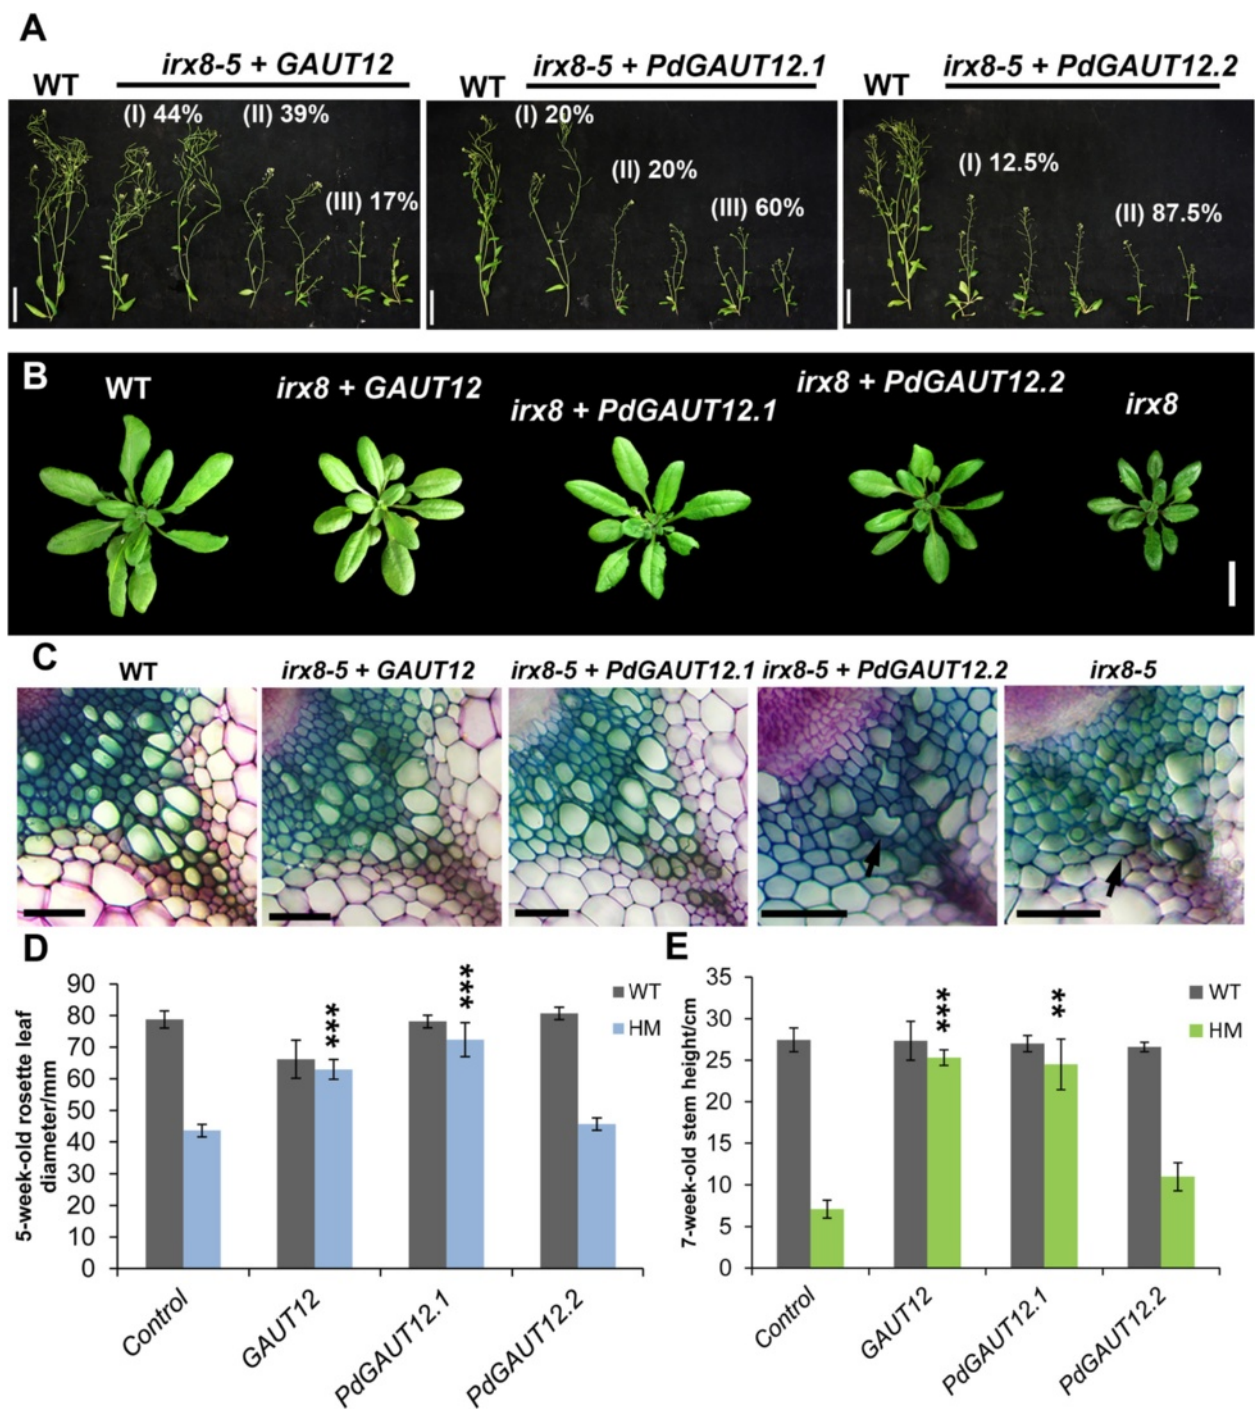 A
irx8-5 + GAUT12
irx8-5 + PdGAUT12.1
irx8-5 + PdGAUT12.2
WT
WT
WT
(I) 44%
(II) 39%
(III) 17%
(I) 20%
(II) 20%
(III) 60%
(I) 12.5%
(II) 87.5%
B
WT
irx8 + GAUT12
irx8 + PdGAUT12.1
irx8 + PdGAUT12.2
irx8
C
WT
irx8-5 + GAUT12
irx8-5 + PdGAUT12.1
irx8-5 + PdGAUT12.2
irx8-5
D
5-week-old rosette leaf
diameter/mm
90
80
70
60
50
40
30
20
10
0
***
***
WT
HM
Control
GAUT12
PdGAUT12.1
PdGAUT12.2
E
7-week-old stem height/cm
35
30
25
20
15
10
5
0
***
**
WT
HM
Control
GAUT12
PdGAUT12.1
PdGAUT12.2